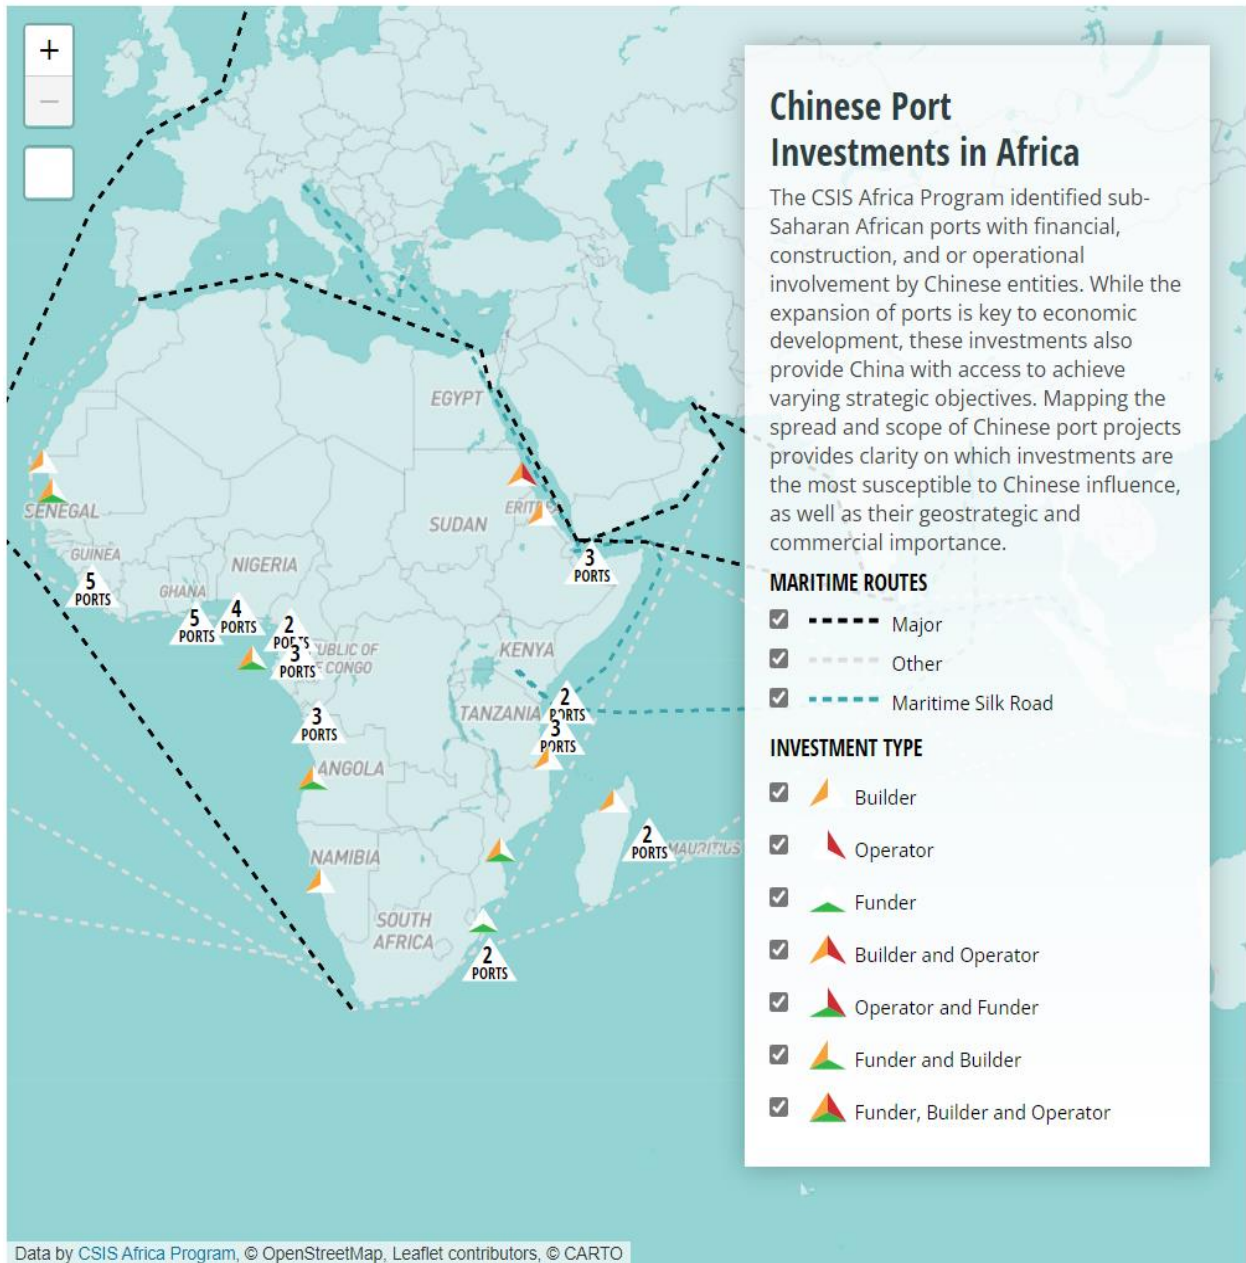 +
−
Chinese Port
Investments in Africa
The CSIS Africa Program identified sub-
Saharan African ports with financial,
construction, and or operational
involvement by Chinese entities. While the
expansion of ports is key to economic
development, these investments also
provide China with access to achieve
varying strategic objectives. Mapping the
spread and scope of Chinese port projects
provides clarity on which investments are
the most susceptible to Chinese influence,
as well as their geostrategic and
commercial importance.
MARITIME ROUTES
Major
Other
Maritime Silk Road
INVESTMENT TYPE
Builder
Operator
Funder
Builder and Operator
Operator and Funder
Funder and Builder
Funder, Builder and Operator
EGYPT
SENEGAL
SUDAN
3
PORTS
GUINEA
NIGERIA
5
PORTS
GHANA
5
PORTS
4
PORTS
2
3
PORTS
KENYA
TANZANIA
2
PORTS
3
PORTS
3
PORTS
ANGOLA
NAMIBIA
2
PORTS
MAURITIUS
SOUTH
AFRICA
2
PORTS
Data by CSIS Africa Program, © OpenStreetMap, Leaflet contributors, © CARTO